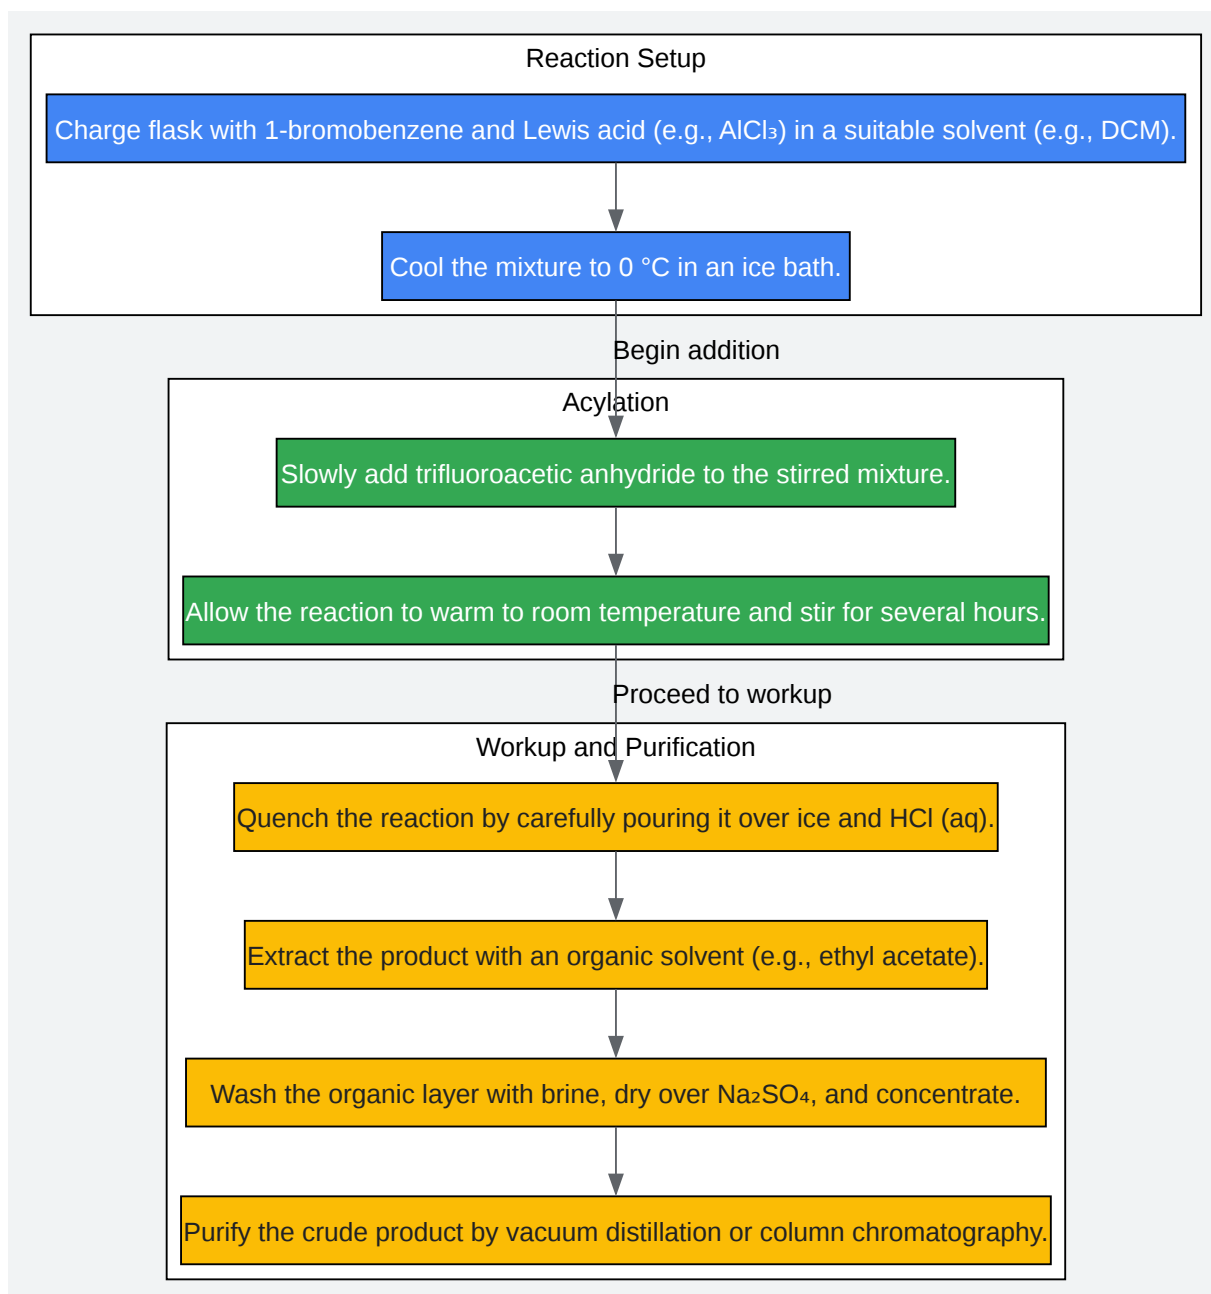 Reaction Setup
Charge flask with 1-bromobenzene and Lewis acid (e.g., AlCl₃) in a suitable solvent (e.g., DCM).
Cool the mixture to 0 °C in an ice bath.
Begin addition
Acylation
Slowly add trifluoroacetic anhydride to the stirred mixture.
Allow the reaction to warm to room temperature and stir for several hours.
Proceed to workup
Workup and Purification
Quench the reaction by carefully pouring it over ice and HCl (aq).
Extract the product with an organic solvent (e.g., ethyl acetate).
Wash the organic layer with brine, dry over Na₂SO₄, and concentrate.
Purify the crude product by vacuum distillation or column chromatography.